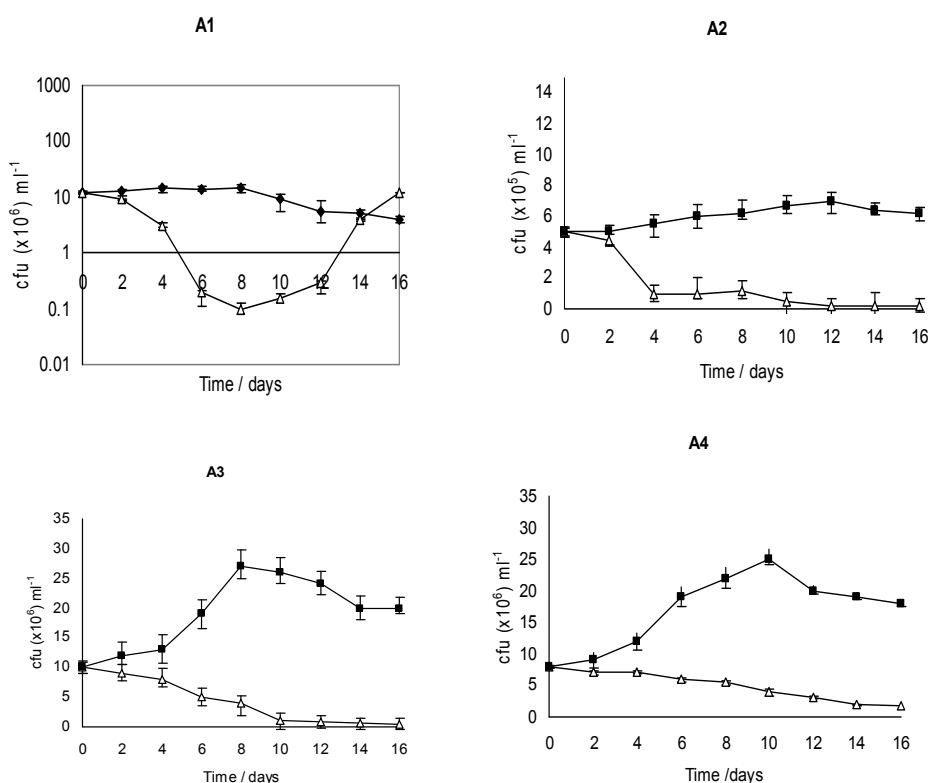 A1
1000
100
10
1
0.1
0.01
cfu (x10⁶) ml⁻¹
0 2 4 6 8 10 12 14 16
Time / days
A2
14
12
10
8
6
4
2
0
cfu (x10⁵) ml⁻¹
0 2 4 6 8 10 12 14 16
Time / days
A3
35
30
25
20
15
10
5
0
cfu (x10⁶) ml⁻¹
0 2 4 6 8 10 12 14 16
Time / days
A4
35
30
25
20
15
10
5
0
cfu (x10⁶) ml⁻¹
0 2 4 6 8 10 12 14 16
Time /days